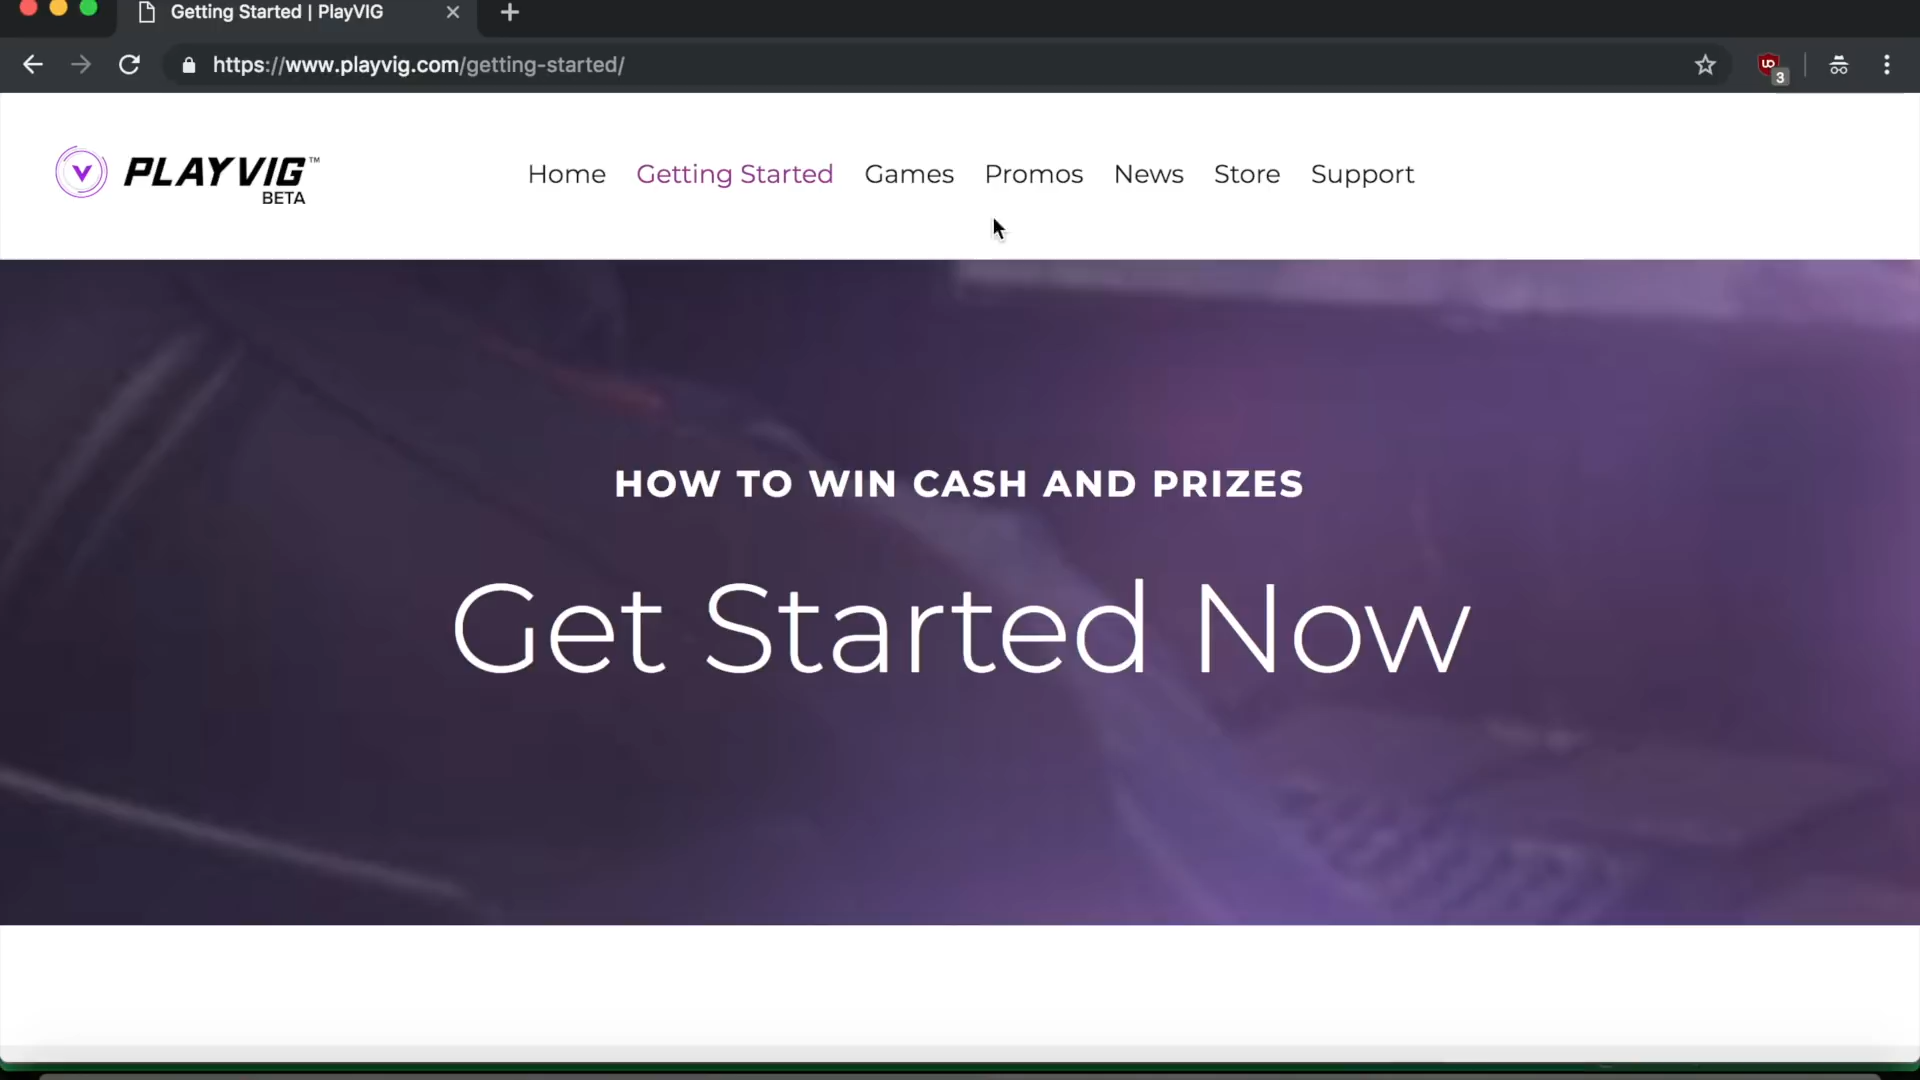 Getting Started | PlayVIG
https://www.playvig.com/getting-started/
3
V PLAYVIG™
BETA
Home Getting Started Games Promos News Store Support
HOW TO WIN CASH AND PRIZES
Get Started Now